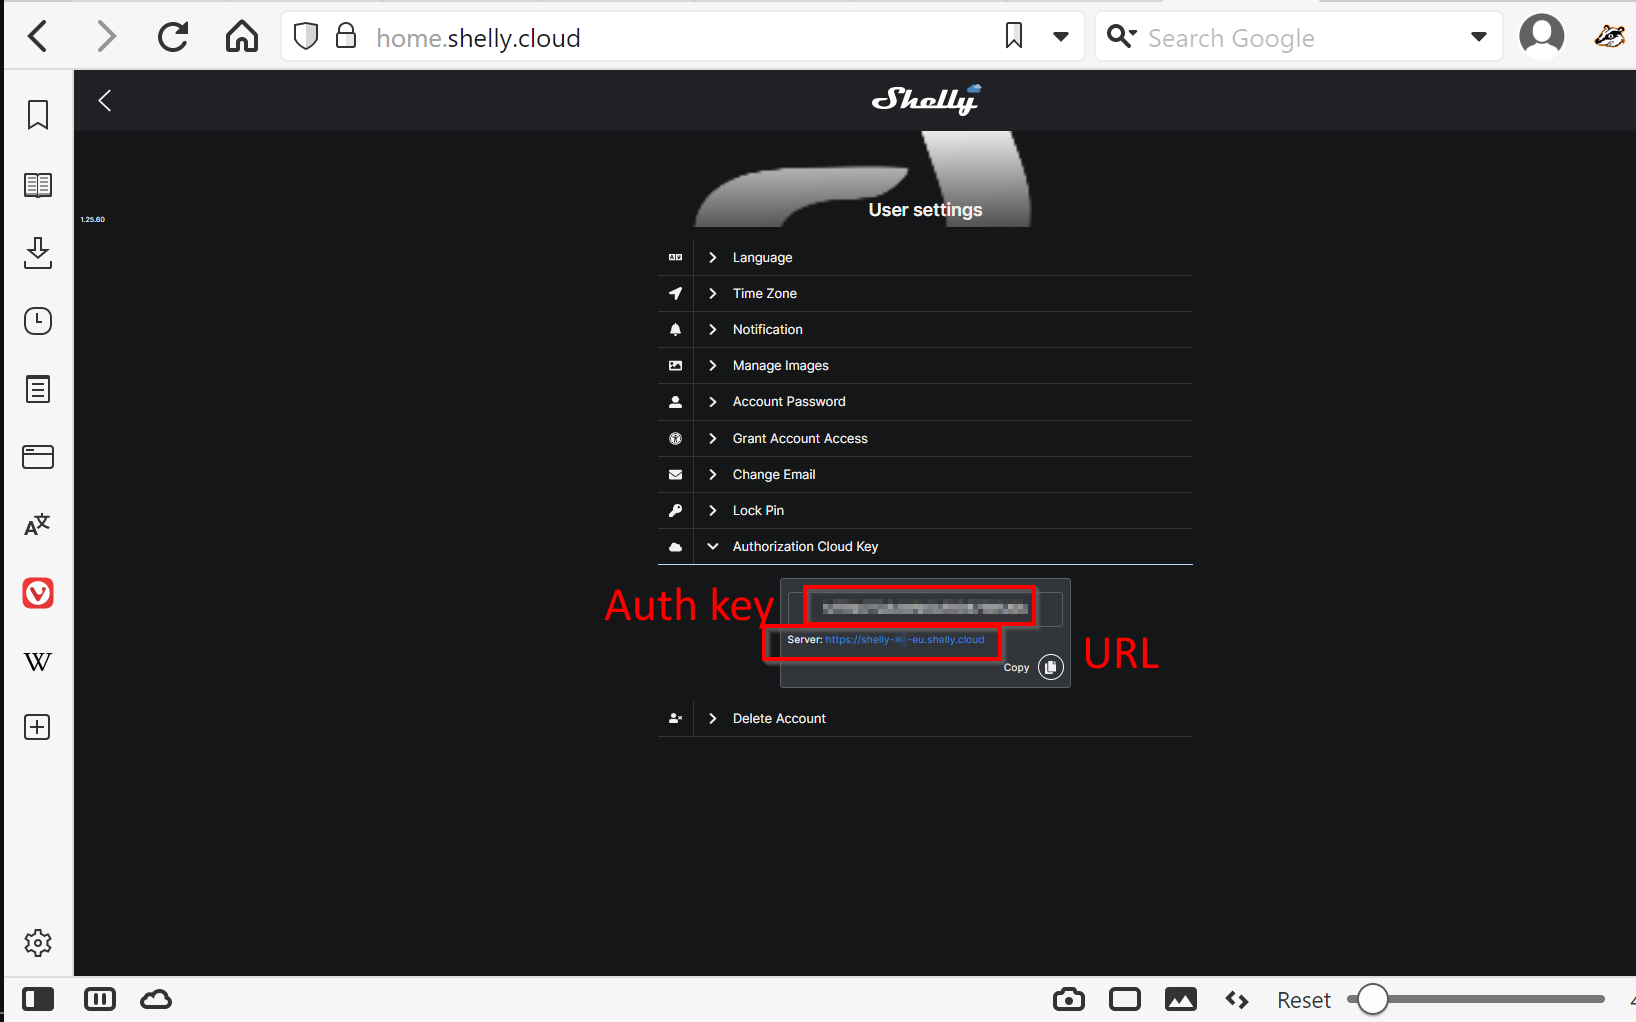 home.shelly.cloud
Search Google
Shelly
1.25.60
User settings
Language
Time Zone
Notification
Manage Images
Account Password
Grant Account Access
Change Email
Lock Pin
Authorization Cloud Key
Auth key
Server: https://shelly- -eu.shelly.cloud
URL
Copy
Delete Account
Reset